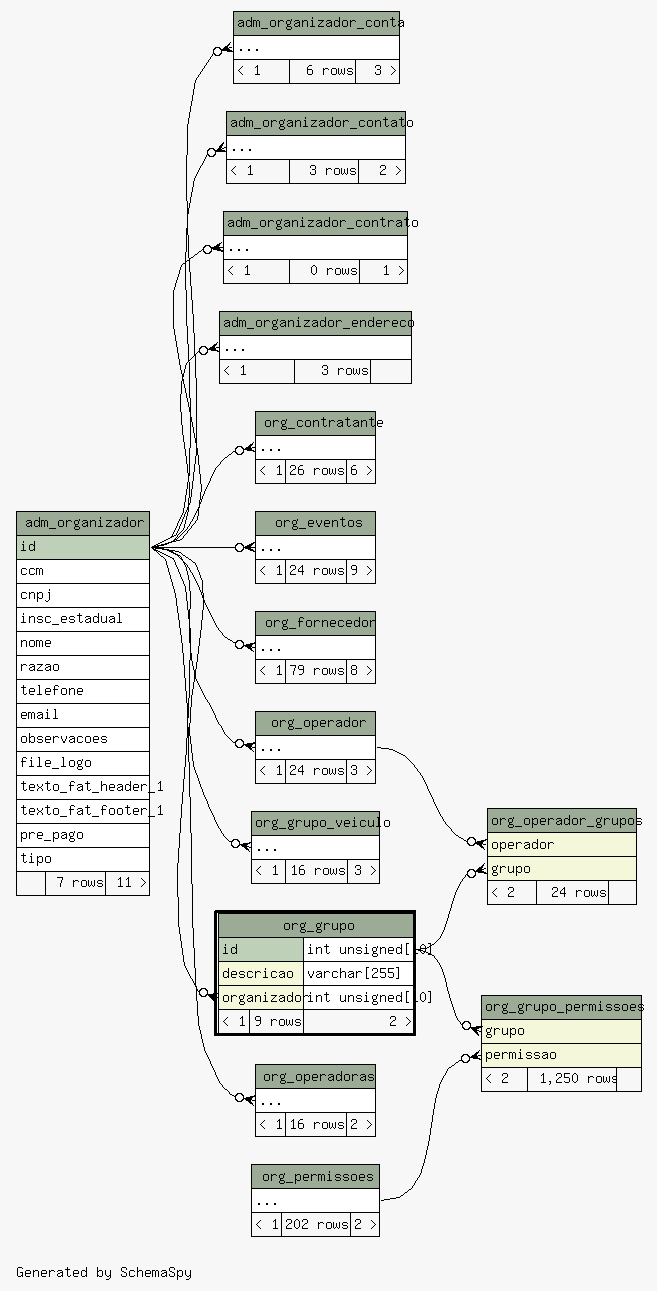 adm_organizador_conta
...
< 1 6 rows 3 >
adm_organizador_contato
...
< 1 3 rows 2 >
adm_organizador_contrato
...
< 1 0 rows 1 >
adm_organizador_endereco
...
< 1 3 rows
org_contratante
...
< 1 26 rows 6 >
adm_organizador
id
ccm
cnpj
insc_estadual
nome
razao
telefone
email
observacoes
file_logo
texto_fat_header_1
texto_fat_footer_1
pre_pago
tipo
7 rows 11 >
org_eventos
...
< 1 24 rows 9 >
org_fornecedor
...
< 1 79 rows 8 >
org_operador
...
< 1 24 rows 3 >
org_grupo_veiculo
...
< 1 16 rows 3 >
org_operador_grupos
operador
grupo
< 2 24 rows
org_grupo
id int unsigned[10]
descricao varchar[255]
organizador int unsigned[10]
< 1 9 rows 2 >
org_grupo_permissoes
grupo
permissao
< 2 1,250 rows
org_operadoras
...
< 1 16 rows 2 >
org_permissoes
...
< 1 202 rows 2 >
Generated by SchemaSpy